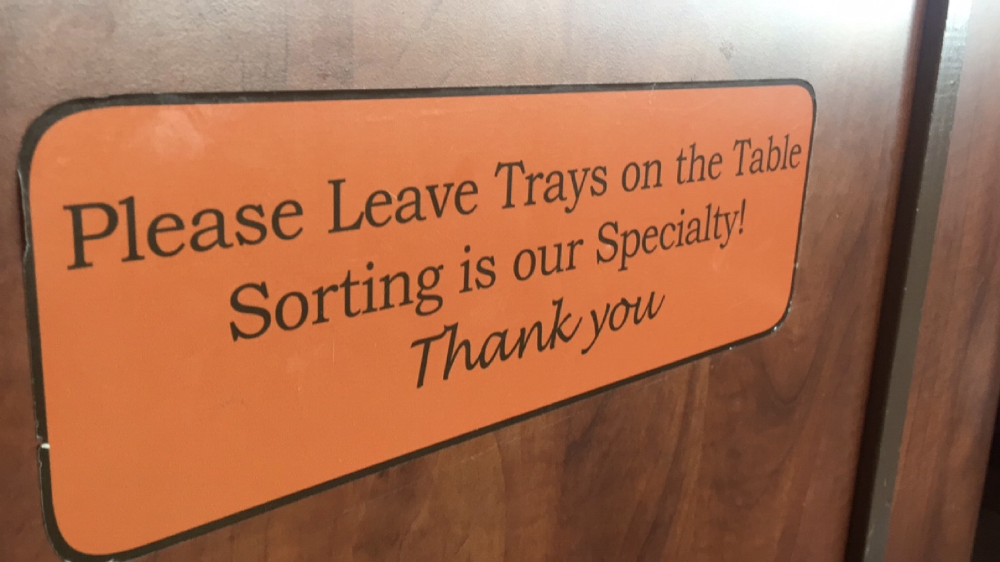 Please Leave Trays on the Table
Sorting is our Specialty!
Thank you